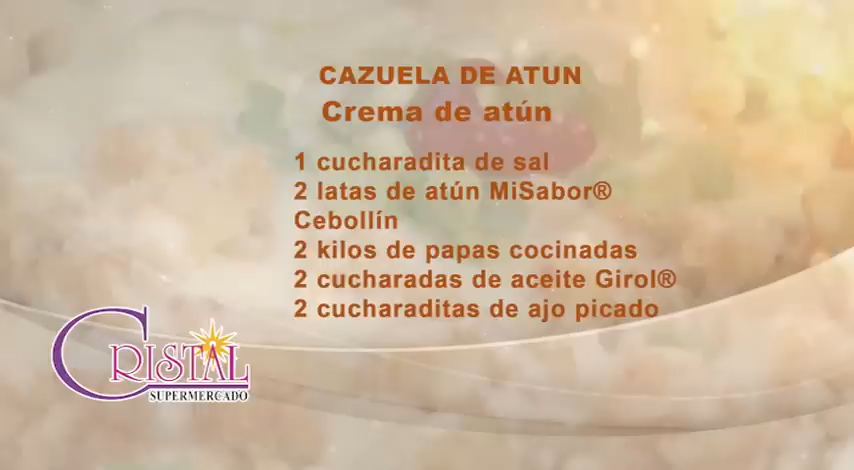 CAZUELA DE ATUN
Crema de atún
1 cucharadita de sal
2 latas de atún MiSabor®
Cebollín
2 kilos de papas cocinadas
2 cucharadas de aceite Girol®
2 cucharaditas de ajo picado
CRISTAL
SUPERMERCADO